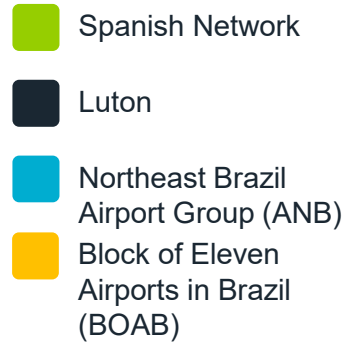 Spanish Network
Luton
Northeast Brazil
Airport Group (ANB)
Block of Eleven
Airports in Brazil
(BOAB)